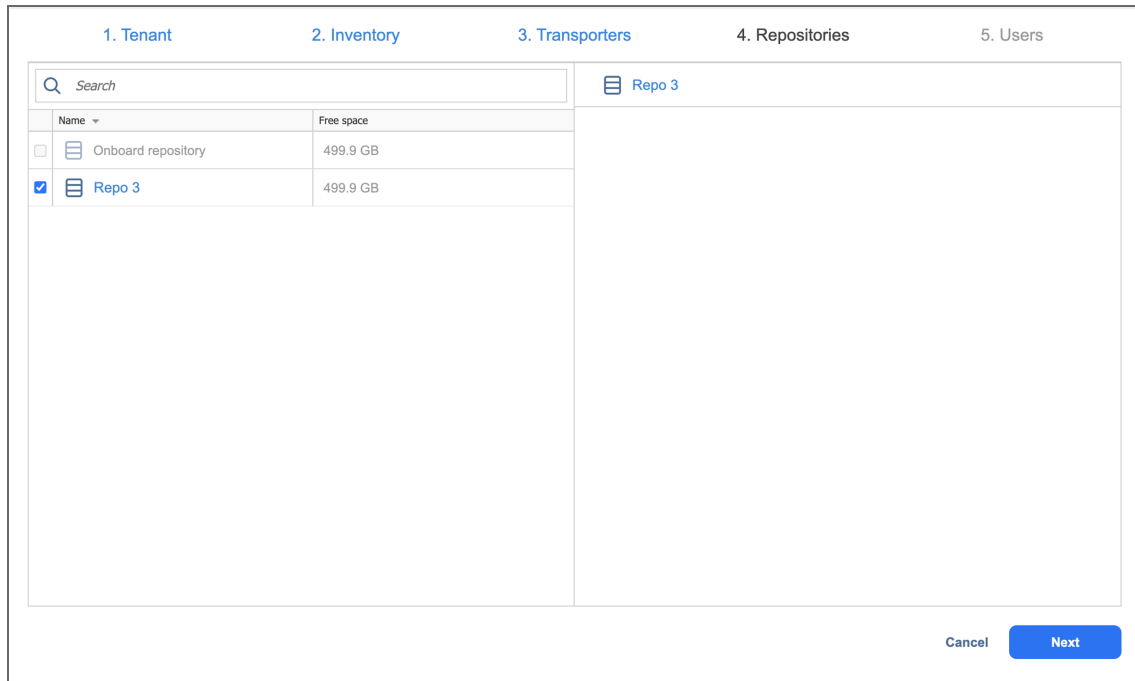 1. Tenant 2. Inventory 3. Transporters 4. Repositories 5. Users
Search
Repo 3
Name Free space
Onboard repository 499.9 GB
Repo 3 499.9 GB
Cancel Next